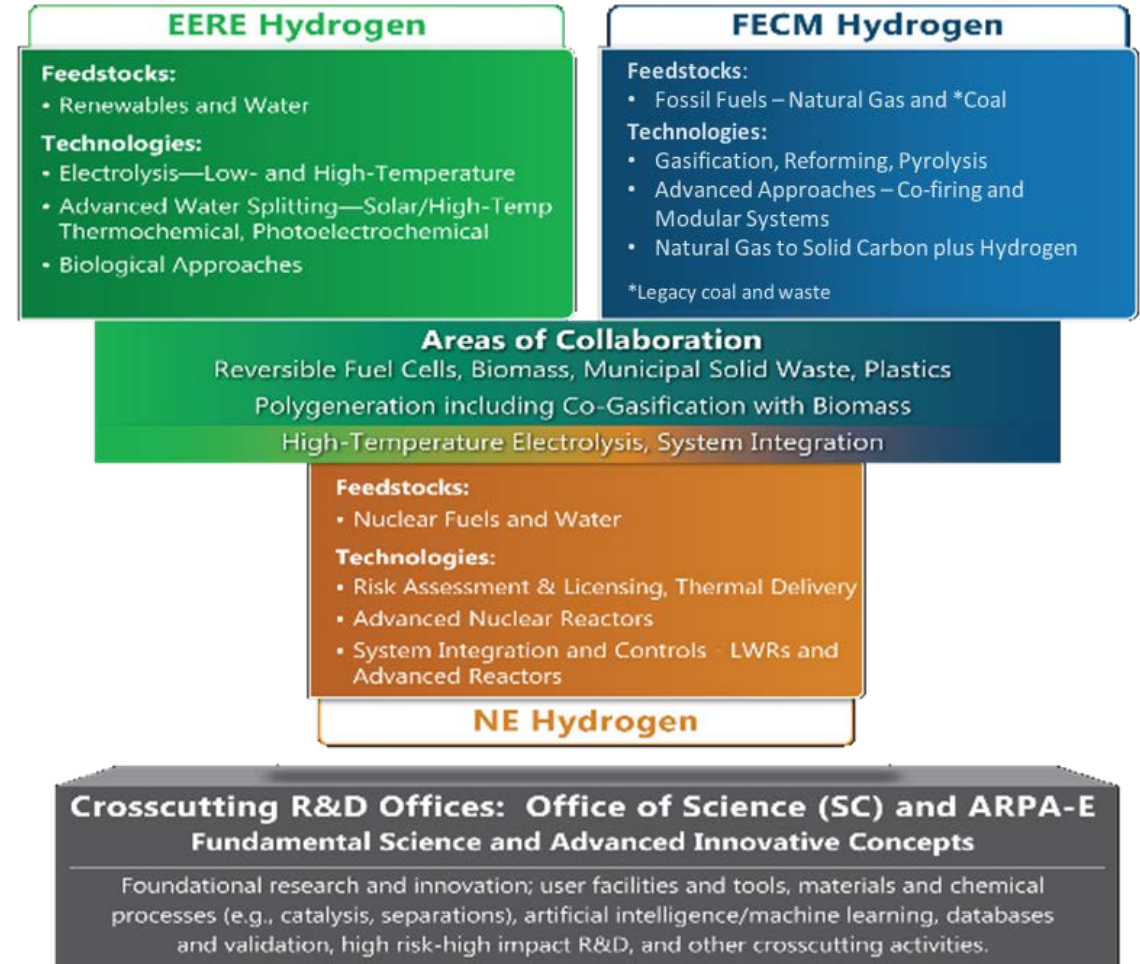 EERE Hydrogen
Feedstocks:
• Renewables and Water
Technologies:
• Electrolysis—Low- and High-Temperature
• Advanced Water Splitting—Solar/High-Temp
Thermochemical, Photoelectrochemical
• Biological Approaches
FECM Hydrogen
Feedstocks:
• Fossil Fuels – Natural Gas and *Coal
Technologies:
• Gasification, Reforming, Pyrolysis
• Advanced Approaches – Co-firing and
Modular Systems
• Natural Gas to Solid Carbon plus Hydrogen
*Legacy coal and waste
Areas of Collaboration
Reversible Fuel Cells, Biomass, Municipal Solid Waste, Plastics
Polygeneration including Co-Gasification with Biomass
High-Temperature Electrolysis, System Integration
Feedstocks:
• Nuclear Fuels and Water
Technologies:
▪ Risk Assessment & Licensing, Thermal Delivery
▪ Advanced Nuclear Reactors
▪ System Integration and Controls - LWRs and
Advanced Reactors
NE Hydrogen
Crosscutting R&D Offices: Office of Science (SC) and ARPA-E
Fundamental Science and Advanced Innovative Concepts
Foundational research and innovation; user facilities and tools, materials and chemical
processes (e.g., catalysis, separations), artificial intelligence/machine learning, databases
and validation, high risk-high impact R&D, and other crosscutting activities.